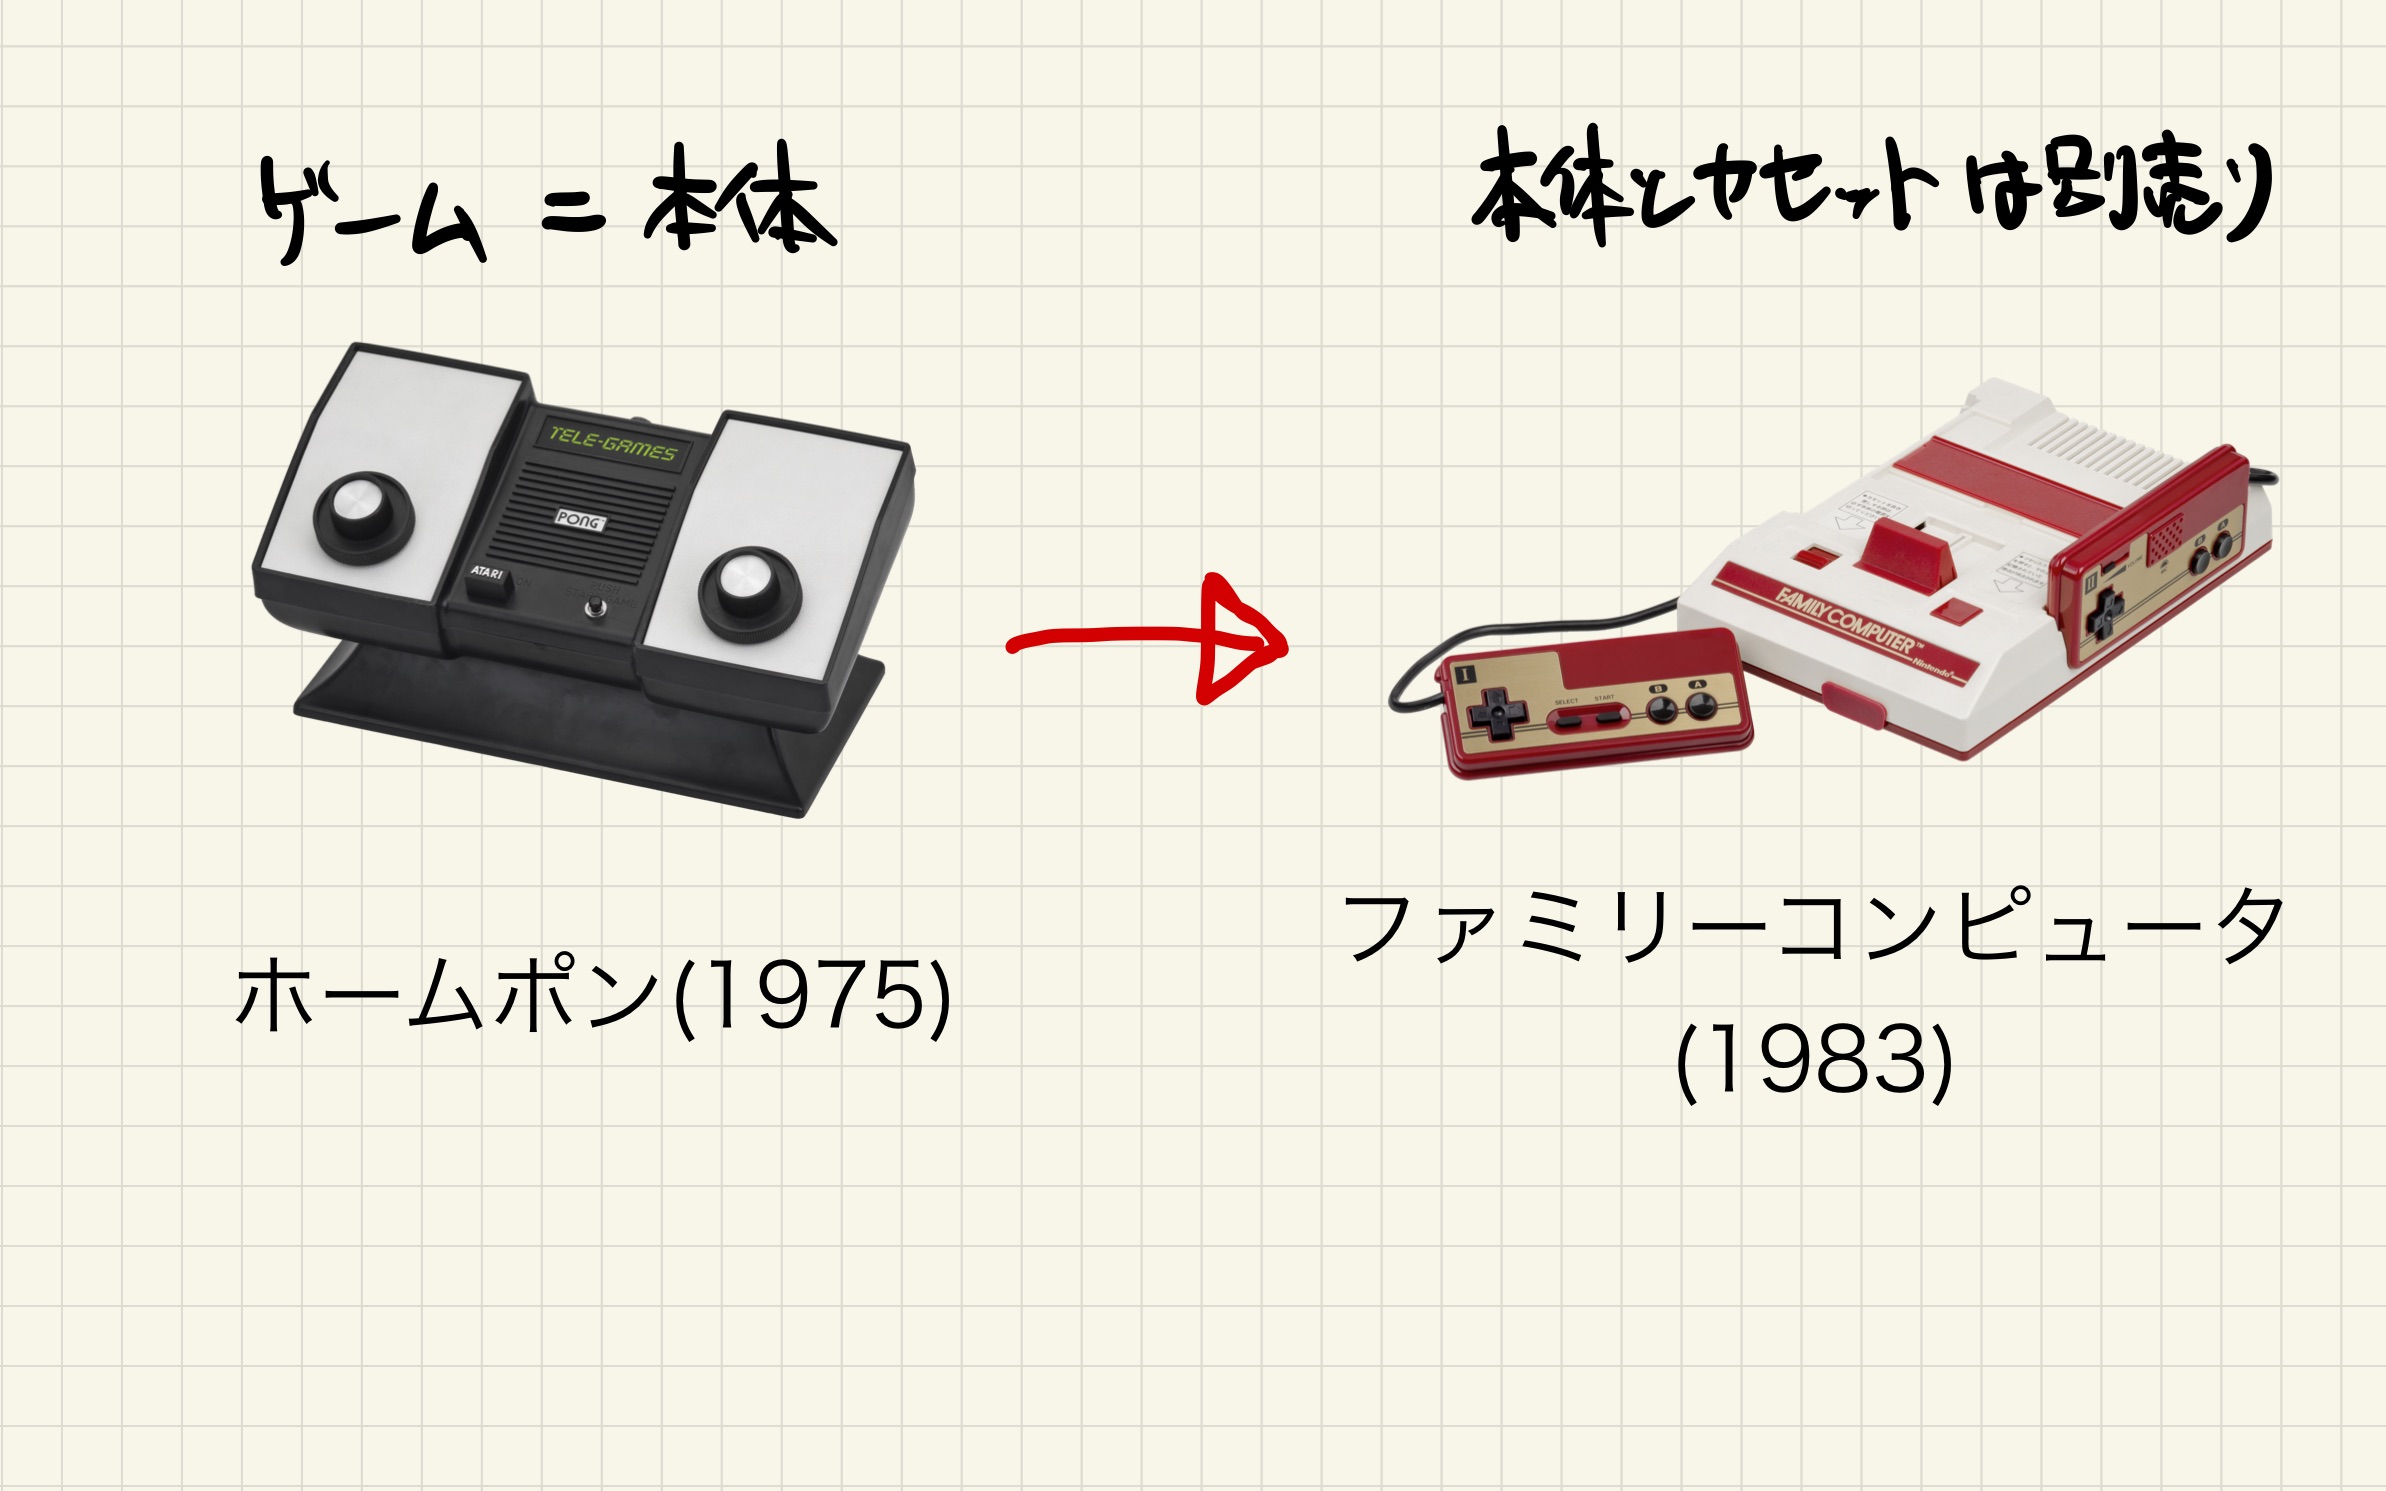 ゲーム = 本体
本体とカセットは別売り
TELE-GAMES
PONG
ATARI
ON
PUSH
START GAME
FAMILY COMPUTER™
Nintendo®
II
B
A
I
SELECT
START
B
A
ホームポン(1975)
ファミリーコンピュータ
(1983)